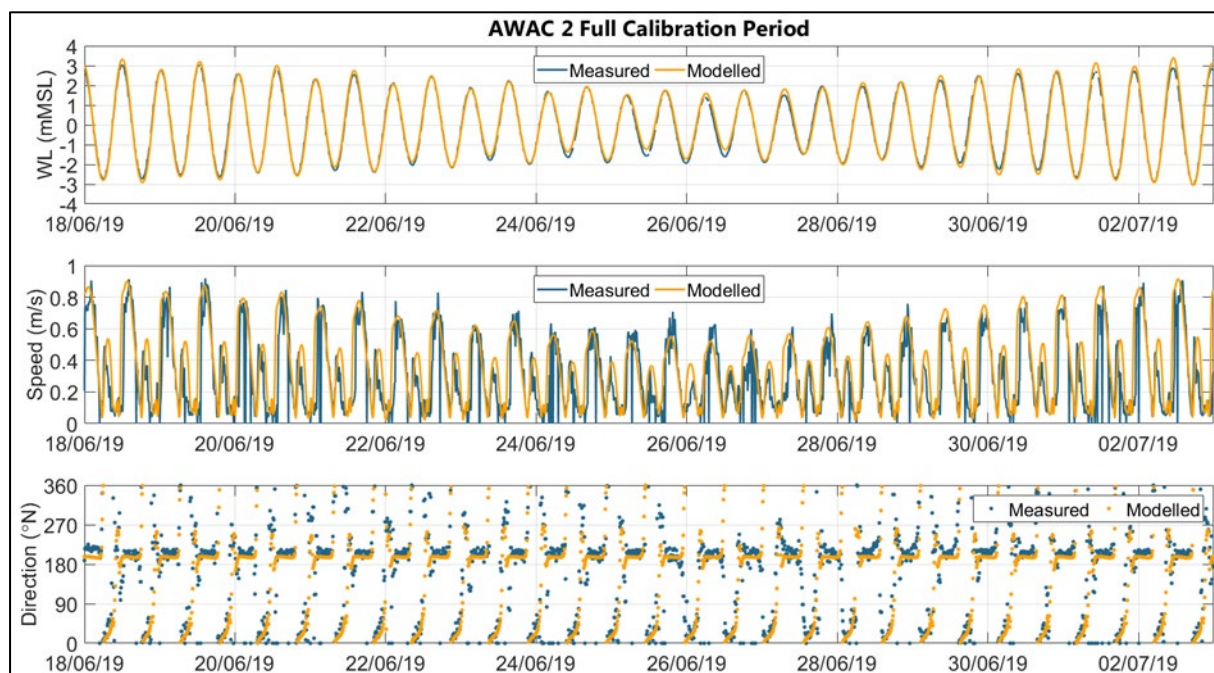 AWAC 2 Full Calibration Period
4
3
2
1
0
-1
-2
-3
-4
WL (mMSL)
Measured Modelled
18/06/19 20/06/19 22/06/19 24/06/19 26/06/19 28/06/19 30/06/19 02/07/19
1
0.8
0.6
0.4
0.2
0
Speed (m/s)
Measured Modelled
18/06/19 20/06/19 22/06/19 24/06/19 26/06/19 28/06/19 30/06/19 02/07/19
360
270
180
90
0
Direction (°N)
Measured Modelled
18/06/19 20/06/19 22/06/19 24/06/19 26/06/19 28/06/19 30/06/19 02/07/19